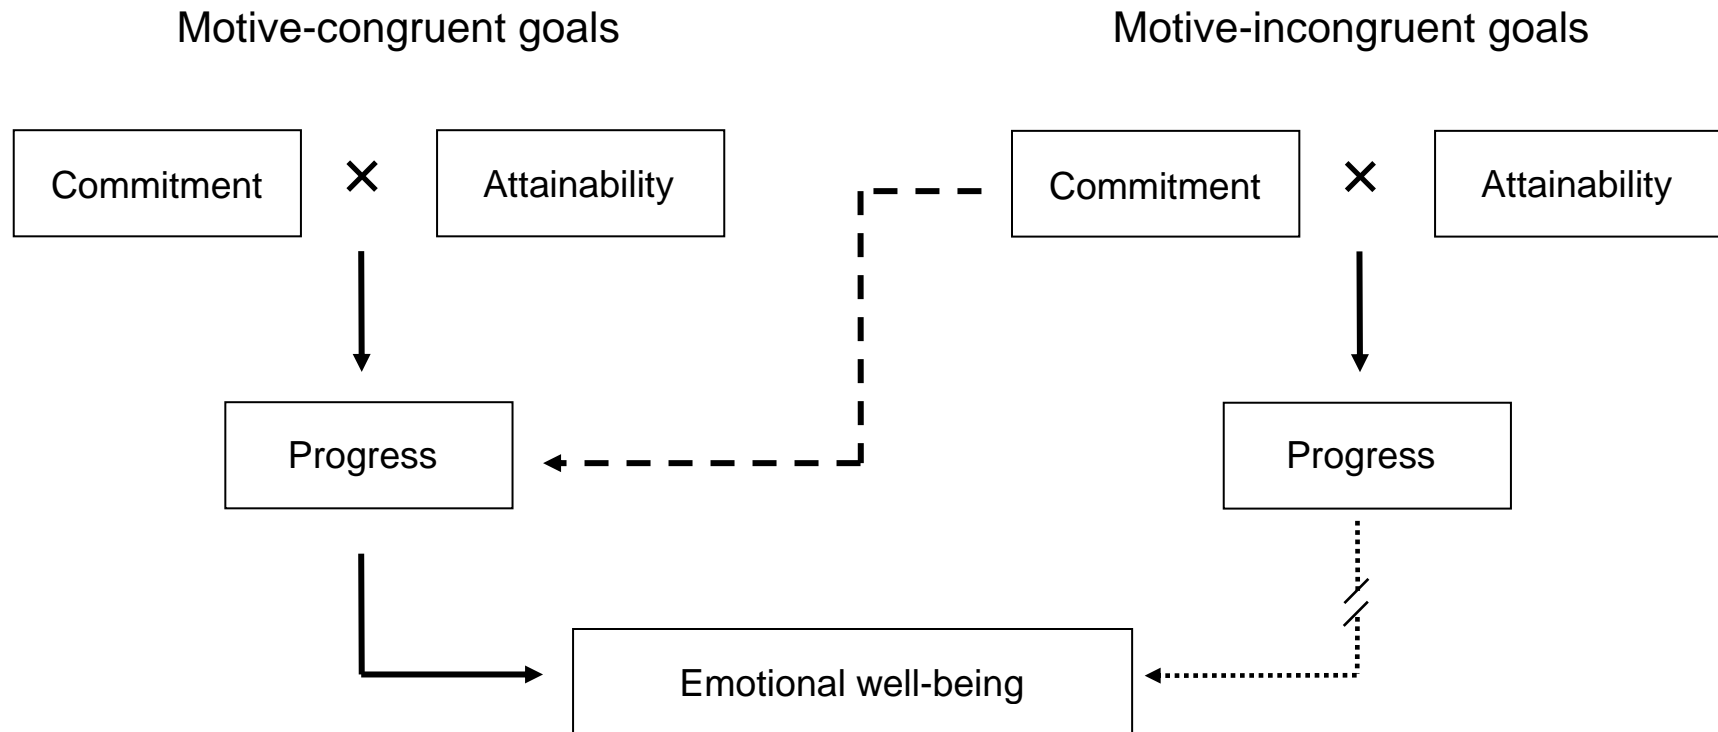 Motive-congruent goals
Motive-incongruent goals
Commitment × Attainability
Commitment × Attainability
Progress
Progress
Emotional well-being